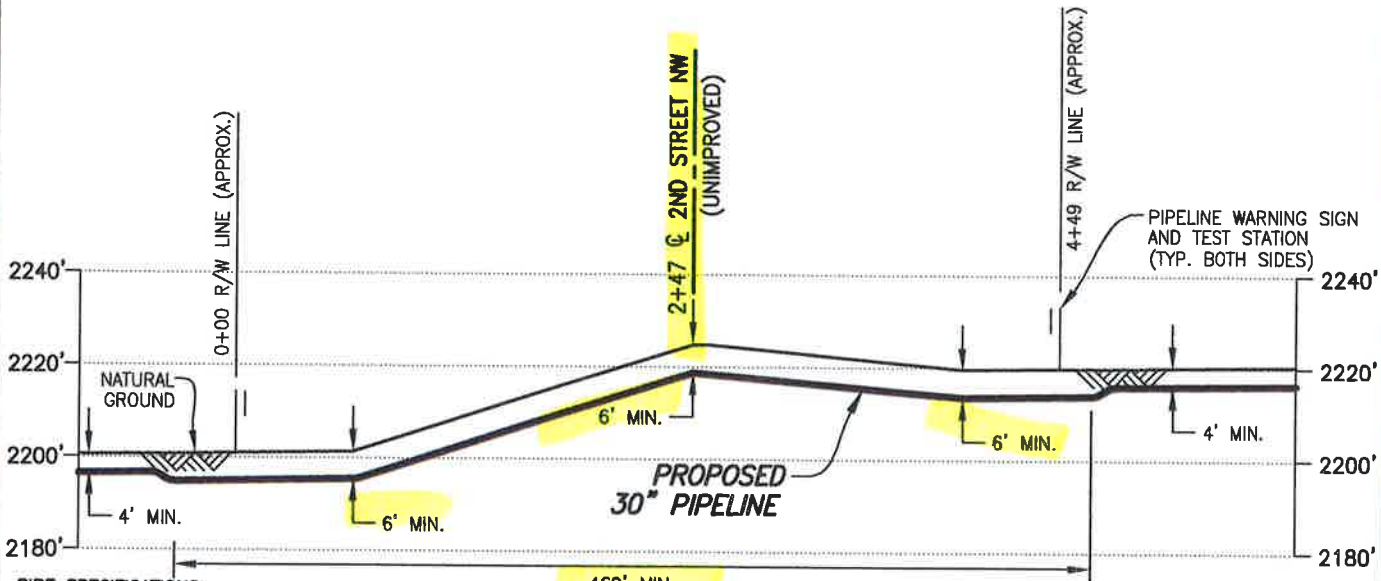 0+00 R/W LINE (APPROX.)
2+47 ℄ 2ND STREET NW
(UNIMPROVED)
4+49 R/W LINE (APPROX.)
PIPELINE WARNING SIGN
AND TEST STATION
(TYP. BOTH SIDES)
2240'
2240'
2220'
2220'
NATURAL
GROUND
6' MIN.
6' MIN.
4' MIN.
2200'
2200'
PROPOSED
30" PIPELINE
4' MIN.
6' MIN.
2180'
2180'